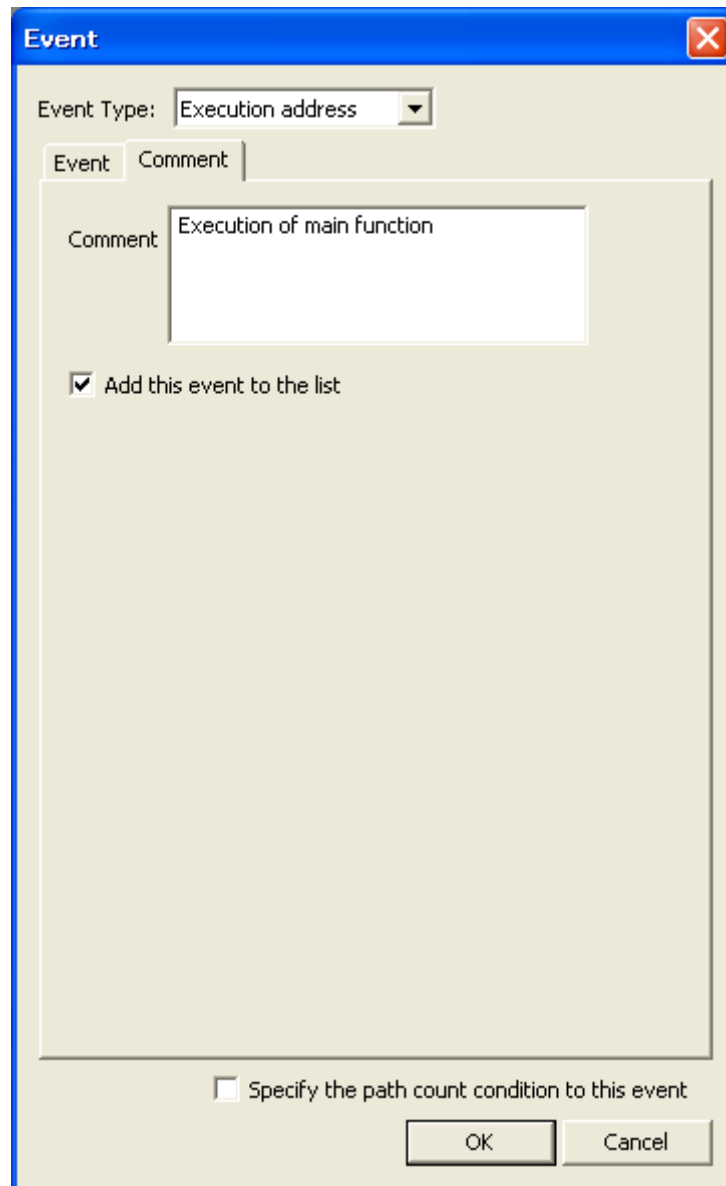 Event
Event Type: Execution address
Event Comment
Comment Execution of main function
Add this event to the list
Specify the path count condition to this event
OK Cancel